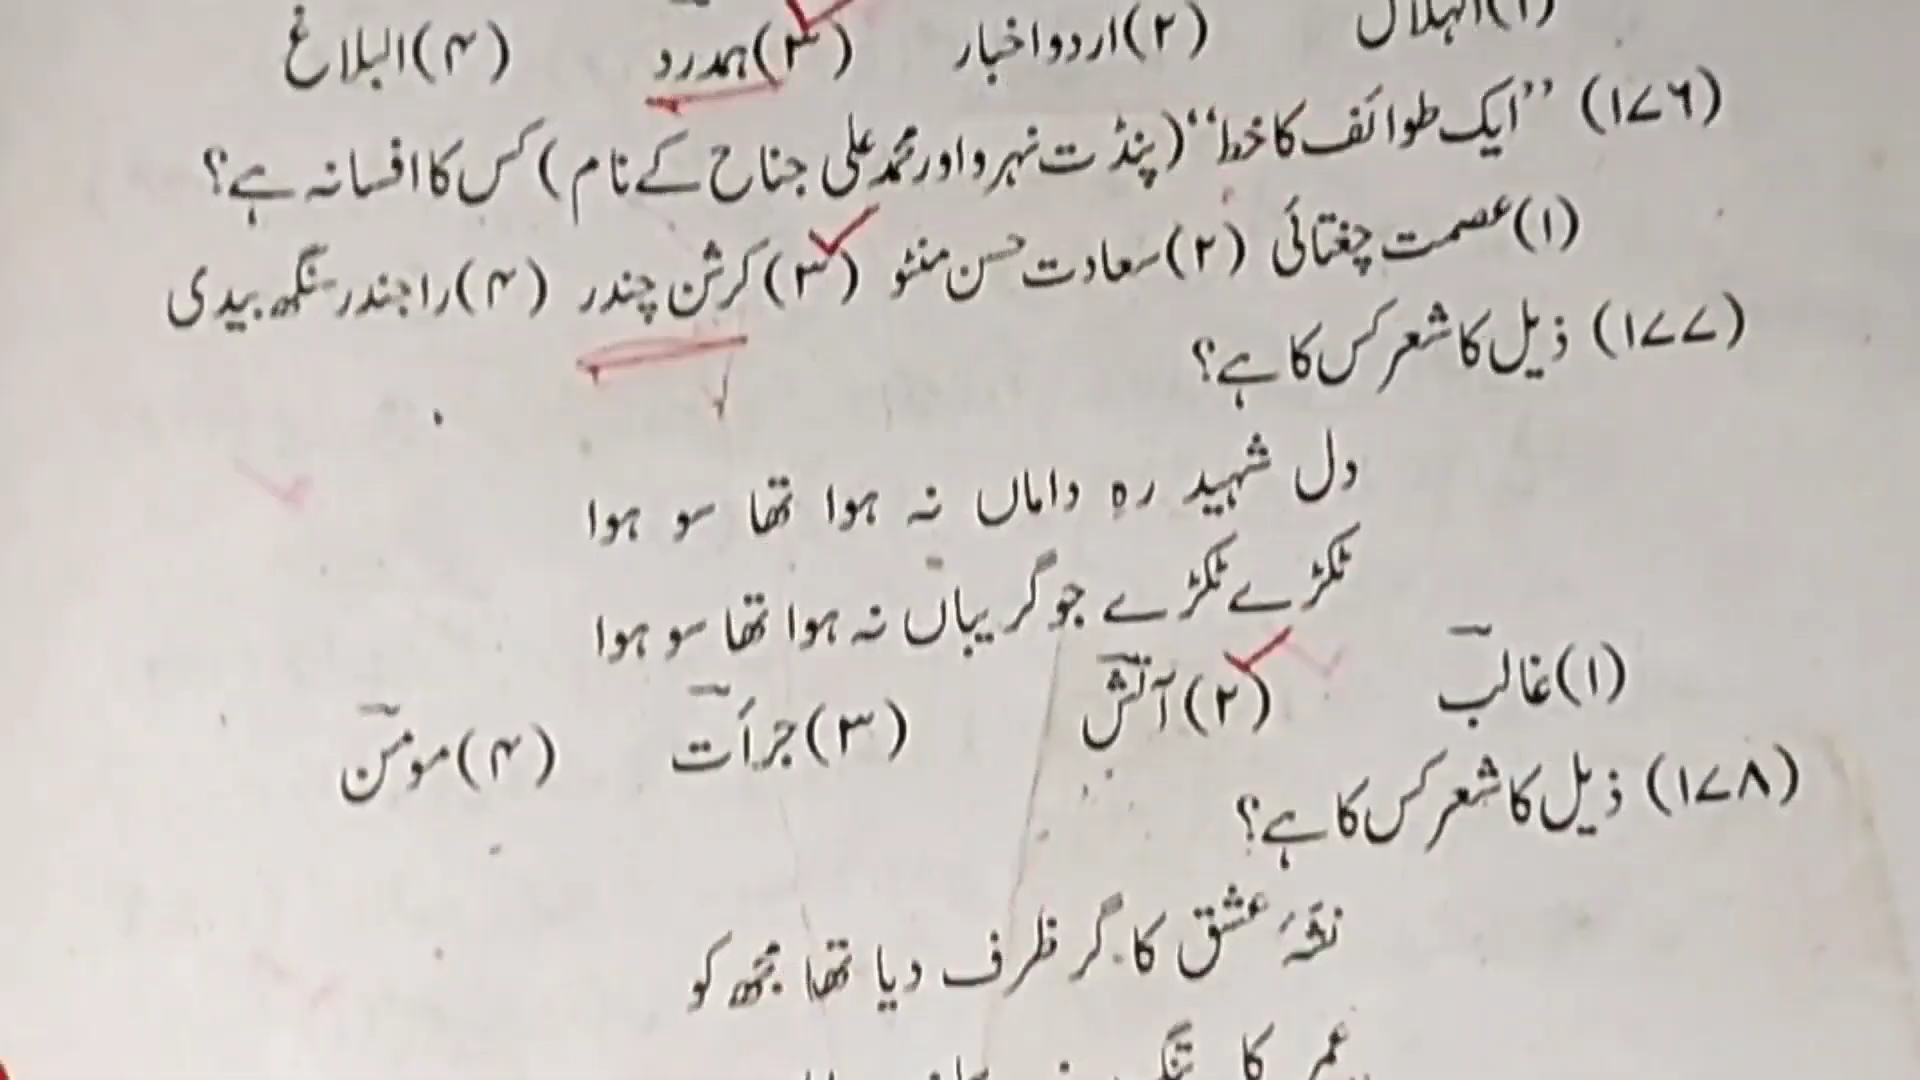 (۱) الہلال (۲) اردو اخبار (۳) ہمدرد (۴) البلاغ
(۱۷۶) ”ایک طوائف کا خط“ (پنڈت نہرو اور محمد علی جناح کے نام) کس کا افسانہ ہے؟
(۱) عصمت چغتائی (۲) سعادت حسن منٹو (۳) کرشن چندر (۴) راجندر سنگھ بیدی
(۱۷۷) ذیل کا شعر کس کا ہے؟
دل شہید رہ داماں نہ ہوا تھا سو ہوا
ٹکڑے ٹکڑے جو گریباں نہ ہوا تھا سو ہوا
(۱) غالب (۲) آتش (۳) جرأت (۴) مومن
(۱۷۸) ذیل کا شعر کس کا ہے؟
نشۂ عشق کا گر ظرف دیا تھا مجھ کو
عمر کا